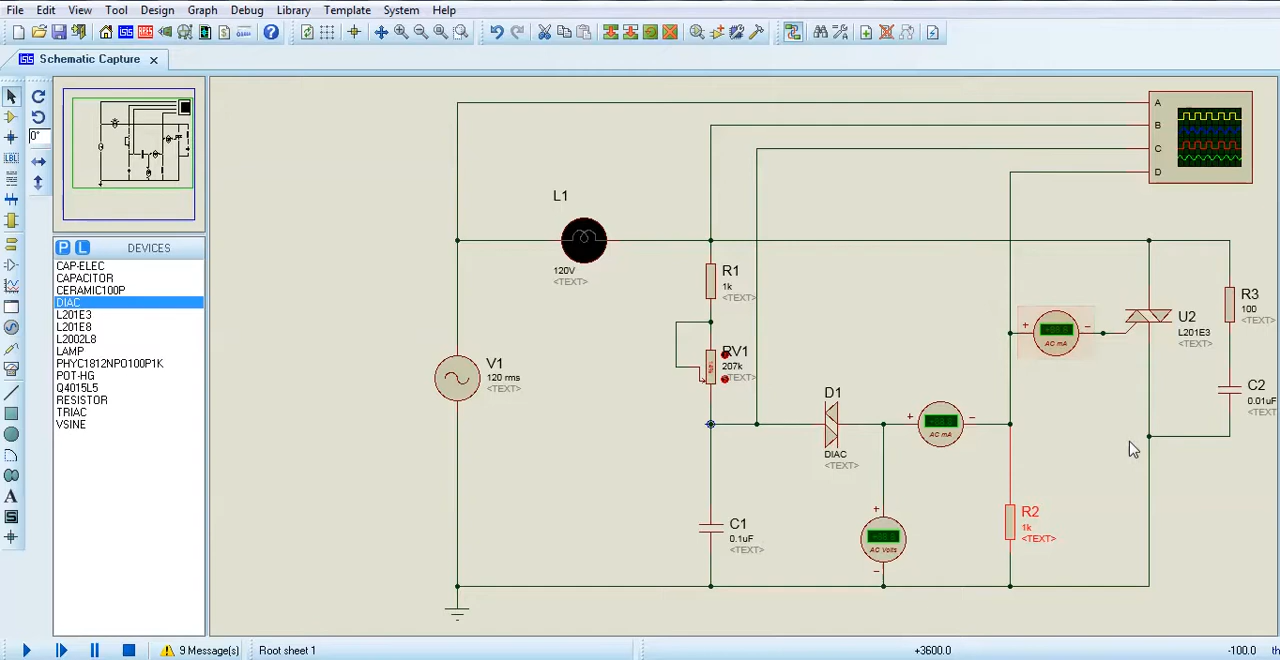 File Edit View Tool Design Graph Debug Library Template System Help
Schematic Capture
0°
LBL
A
P L DEVICES
CAP-ELEC
CAPACITOR
CERAMIC100P
DIAC
L201E3
L201E8
L2002L8
LAMP
PHYC1812NPO100P1K
POT-HG
Q4015L5
RESISTOR
TRIAC
VSINE
A
B
C
D
L1
120V
<TEXT>
R1
1k
<TEXT>
RV1
207k
<TEXT>
V1
120 rms
<TEXT>
D1
DIAC
<TEXT>
+
AC mA
−
+
AC mA
−
U2
L201E3
<TEXT>
R3
100
<TEXT>
C2
0.01uF
<TEXT
C1
0.1uF
<TEXT>
+
AC Volts
−
R2
1k
<TEXT>
9 Message(s)
Root sheet 1
+3600.0
-100.0
th